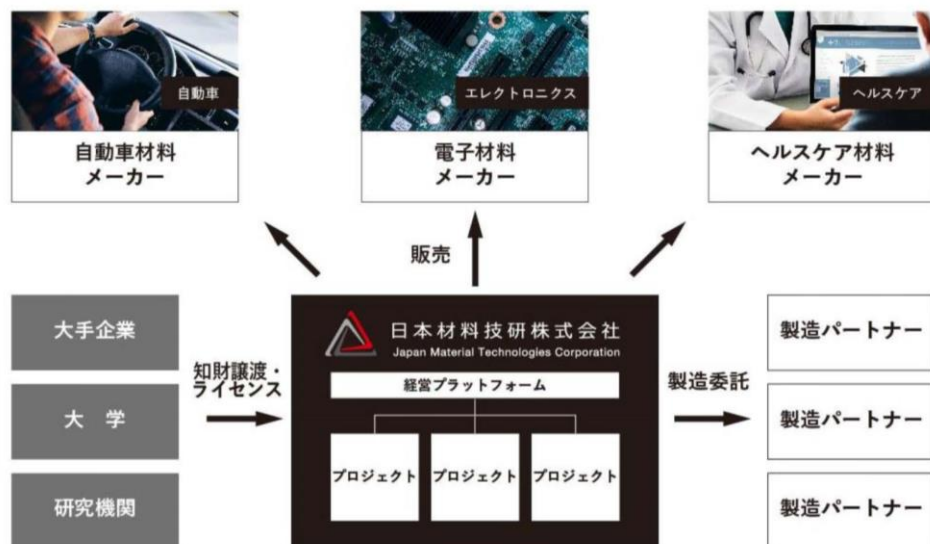 自動車
エレクトロニクス
ヘルスケア
自動車材料
メーカー
電子材料
メーカー
ヘルスケア材料
メーカー
販売
大手企業
大 学
研究機関
知財譲渡・
ライセンス
日本材料技研株式会社
Japan Material Technologies Corporation
経営プラットフォーム
プロジェクト
プロジェクト
プロジェクト
製造委託
製造パートナー
製造パートナー
製造パートナー